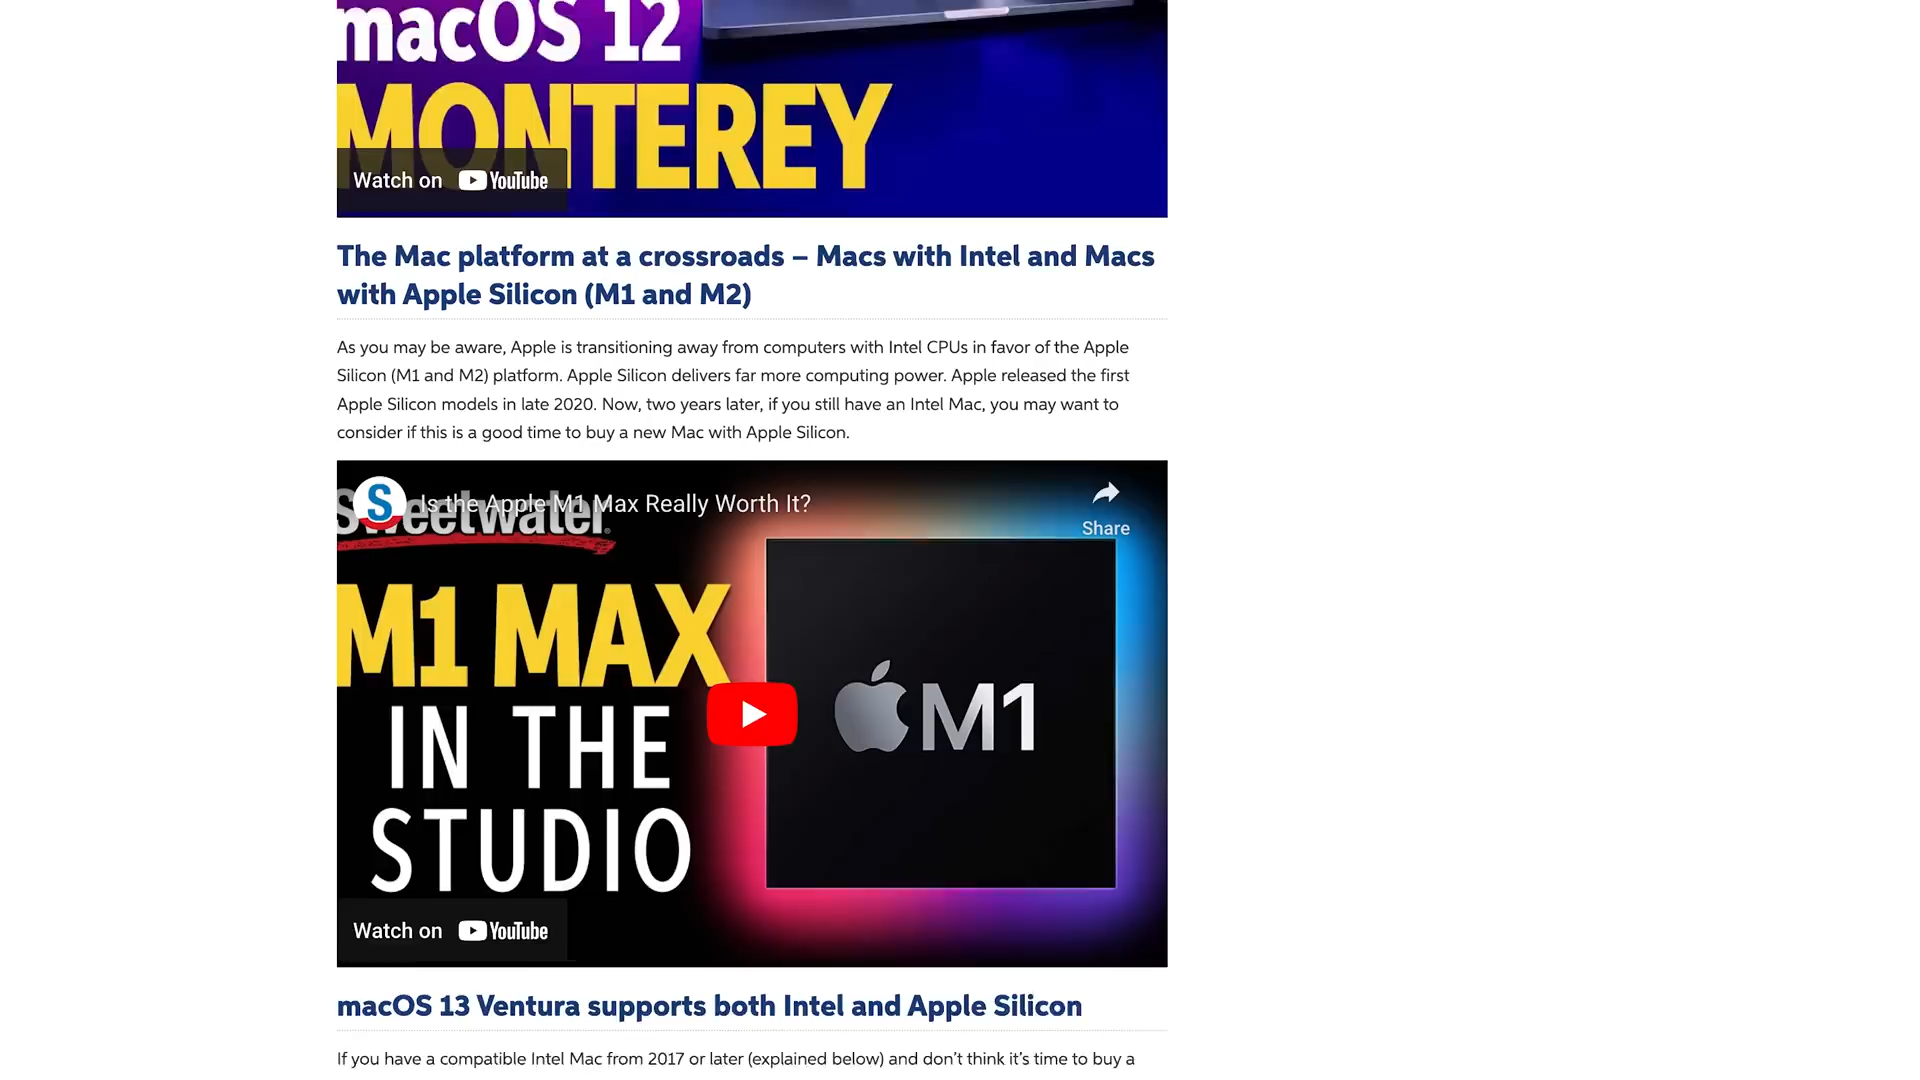 macOS 12
MONTEREY
Watch on YouTube
The Mac platform at a crossroads – Macs with Intel and Macs
with Apple Silicon (M1 and M2)
As you may be aware, Apple is transitioning away from computers with Intel CPUs in favor of the Apple
Silicon (M1 and M2) platform. Apple Silicon delivers far more computing power. Apple released the first
Apple Silicon models in late 2020. Now, two years later, if you still have an Intel Mac, you may want to
consider if this is a good time to buy a new Mac with Apple Silicon.
S Is the Apple M1 Max Really Worth It?
Sweetwater
Share
M1 MAX
IN THE
STUDIO
M1
Watch on YouTube
macOS 13 Ventura supports both Intel and Apple Silicon
If you have a compatible Intel Mac from 2017 or later (explained below) and don’t think it’s time to buy a